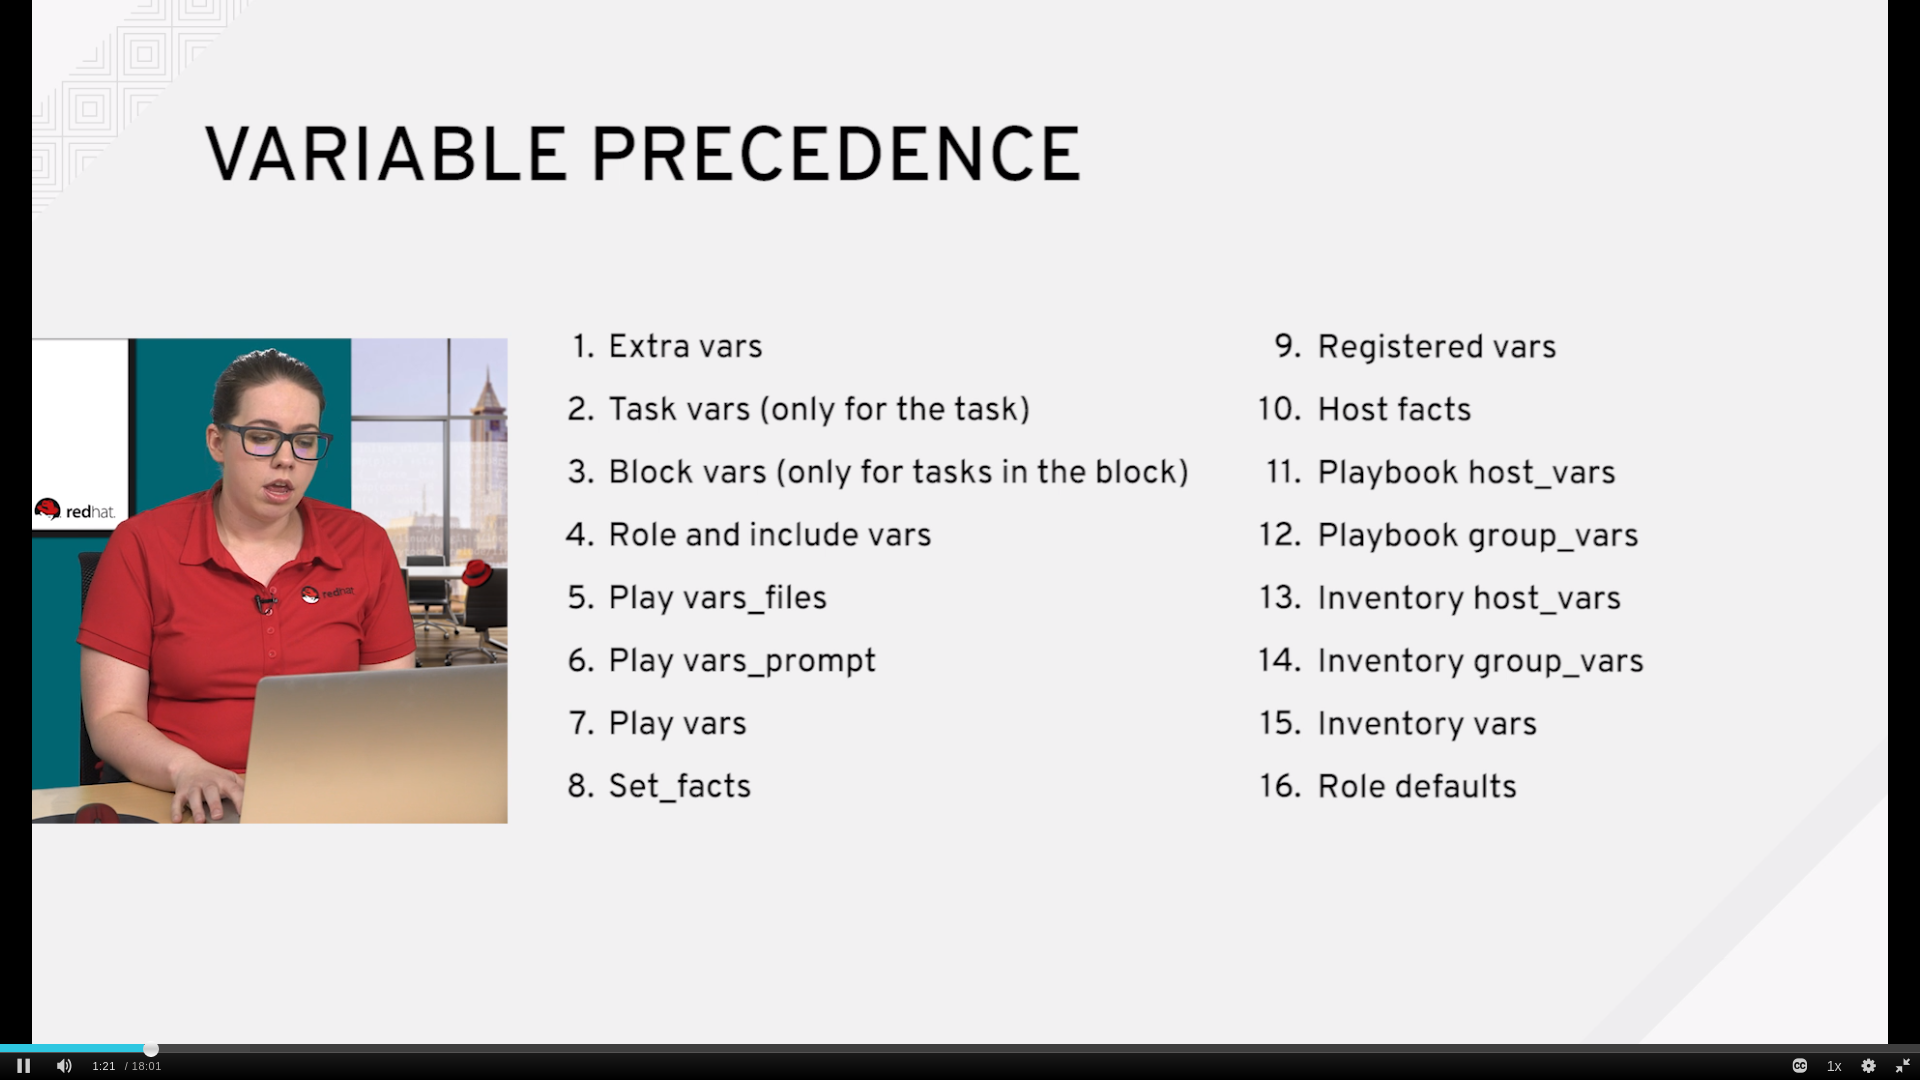 VARIABLE PRECEDENCE
1. Extra vars
2. Task vars (only for the task)
3. Block vars (only for tasks in the block)
4. Role and include vars
5. Play vars_files
6. Play vars_prompt
7. Play vars
8. Set_facts
9. Registered vars
10. Host facts
11. Playbook host_vars
12. Playbook group_vars
13. Inventory host_vars
14. Inventory group_vars
15. Inventory vars
16. Role defaults
redhat.
redhat
1:21 / 18:01
CC
1x